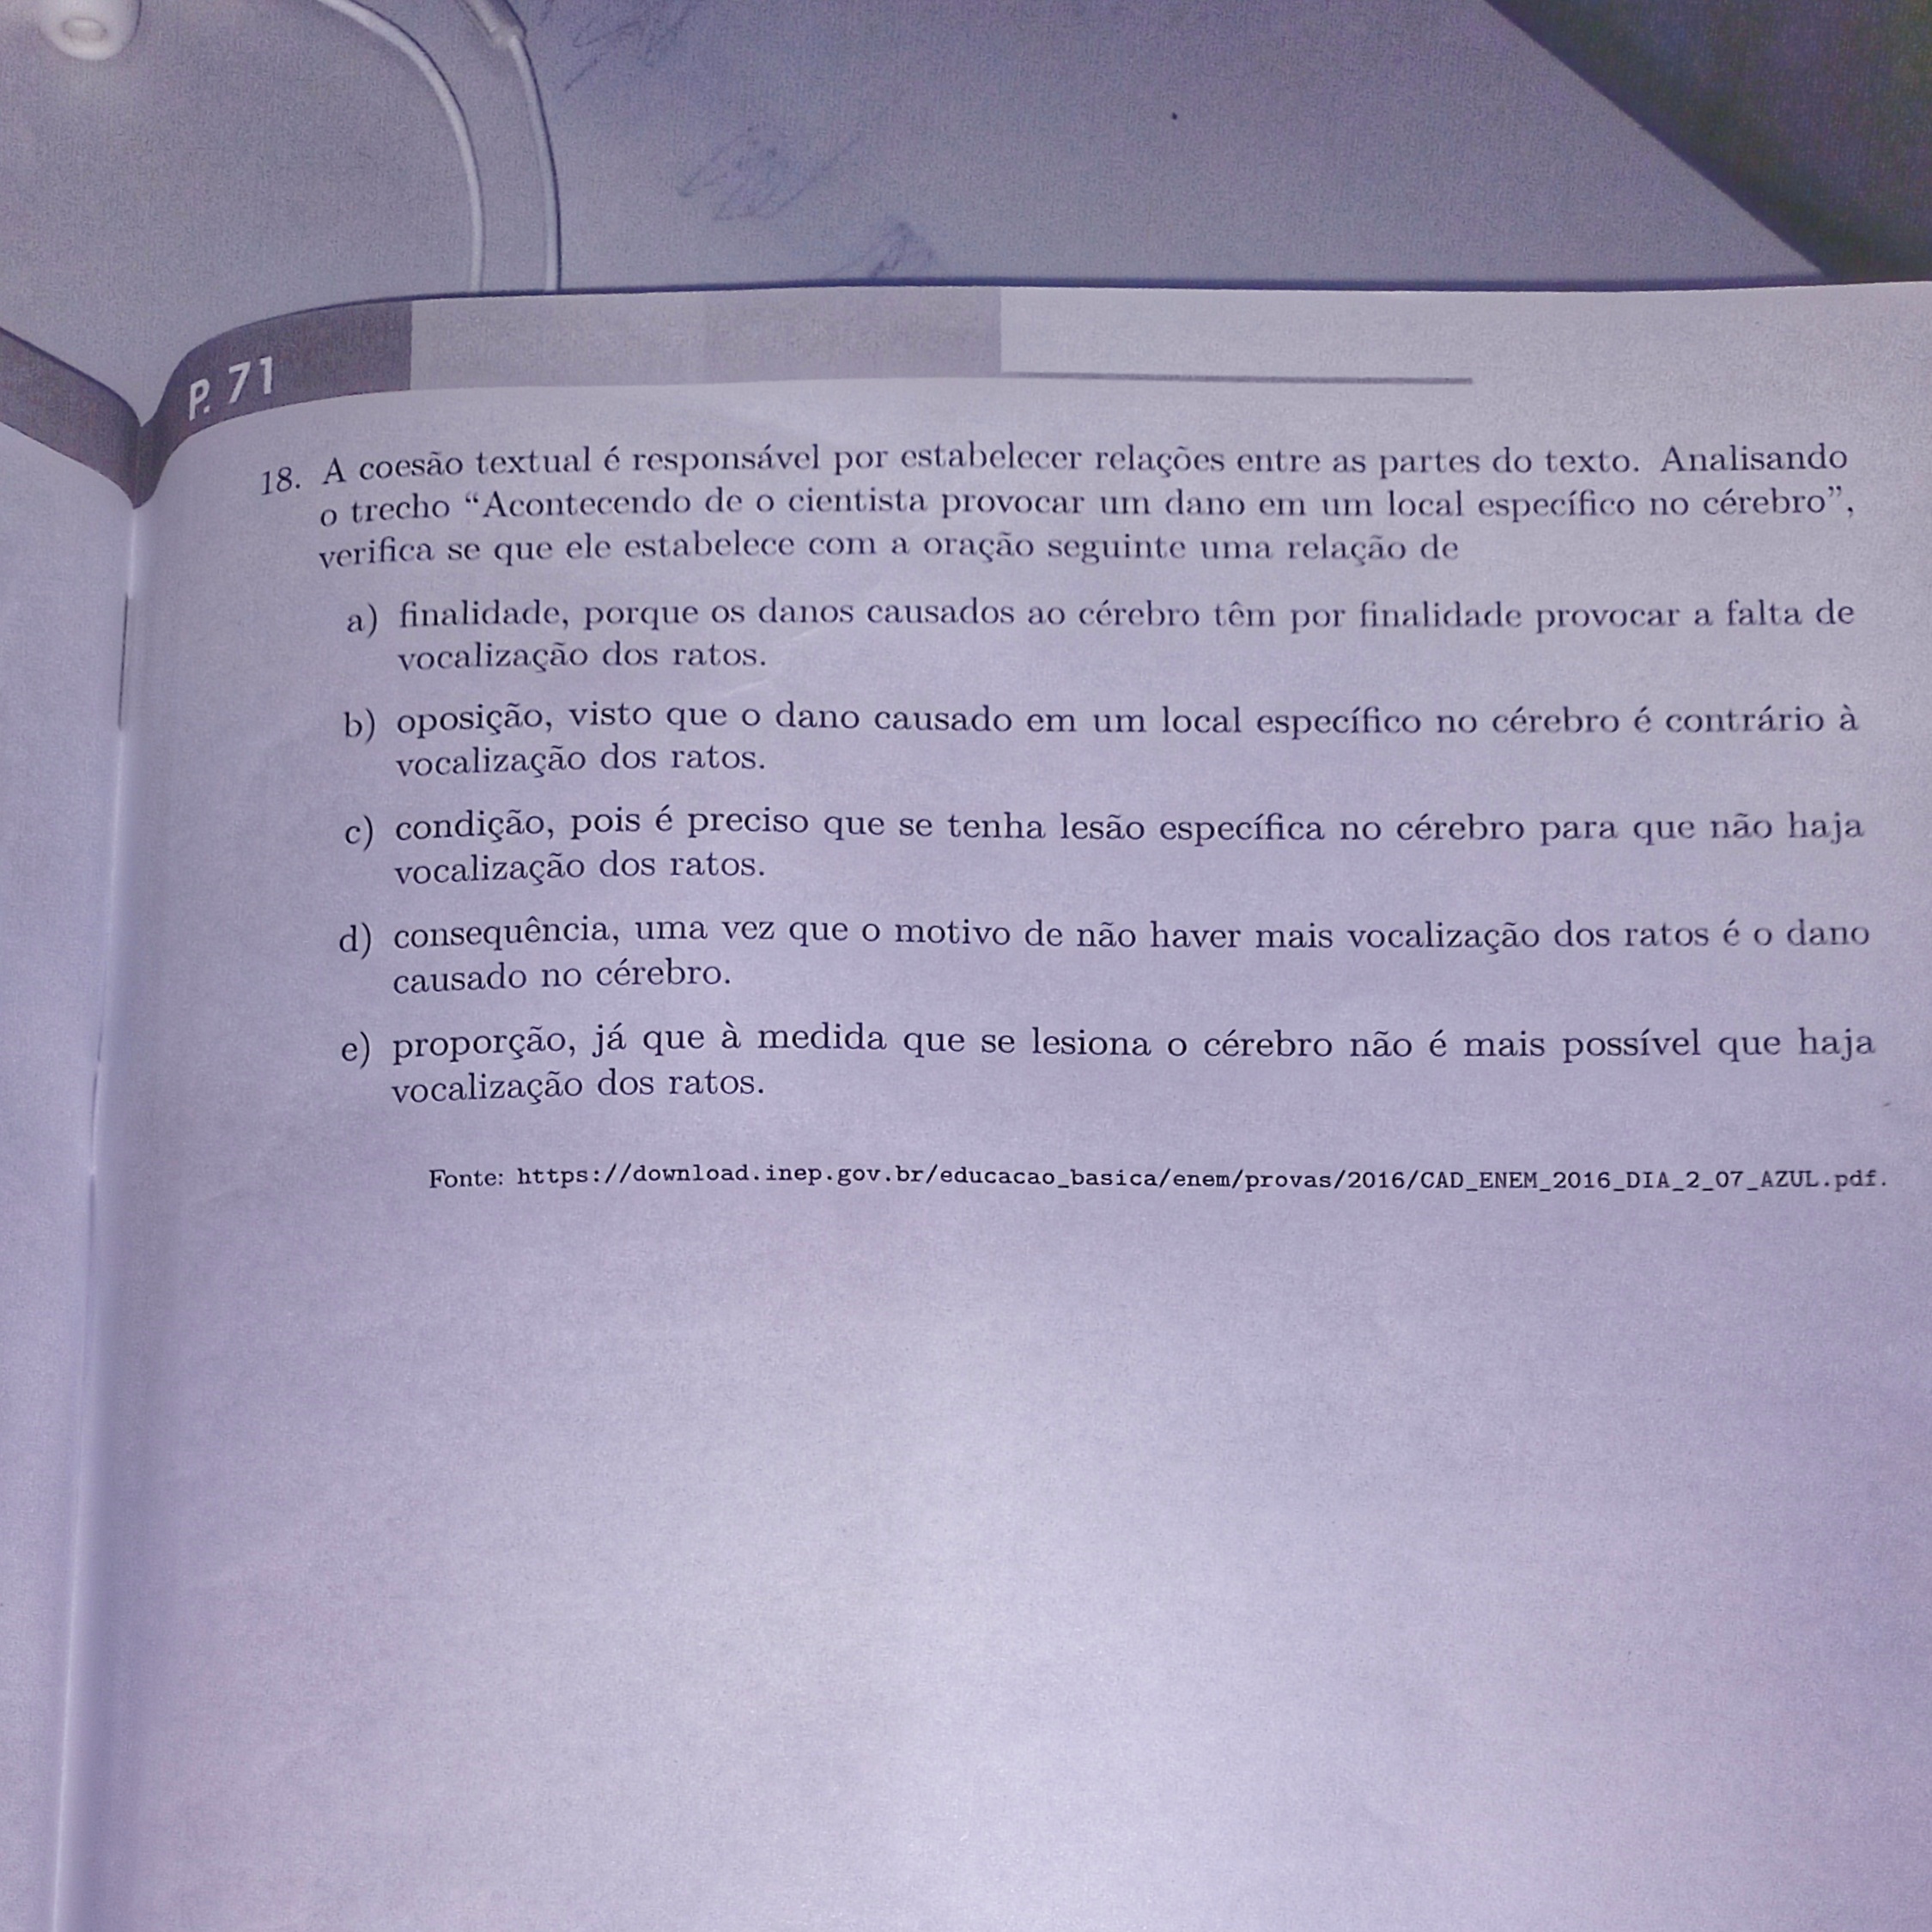 P. 71
18. A coesão textual é responsável por estabelecer relações entre as partes do texto. Analisando
o trecho “Acontecendo de o cientista provocar um dano em um local específico no cérebro”,
verifica se que ele estabelece com a oração seguinte uma relação de
a) finalidade, porque os danos causados ao cérebro têm por finalidade provocar a falta de
vocalização dos ratos.
b) oposição, visto que o dano causado em um local específico no cérebro é contrário à
vocalização dos ratos.
c) condição, pois é preciso que se tenha lesão específica no cérebro para que não haja
vocalização dos ratos.
d) consequência, uma vez que o motivo de não haver mais vocalização dos ratos é o dano
causado no cérebro.
e) proporção, já que à medida que se lesiona o cérebro não é mais possível que haja
vocalização dos ratos.
Fonte: https://download.inep.gov.br/educacao_basica/enem/provas/2016/CAD_ENEM_2016_DIA_2_07_AZUL.pdf.